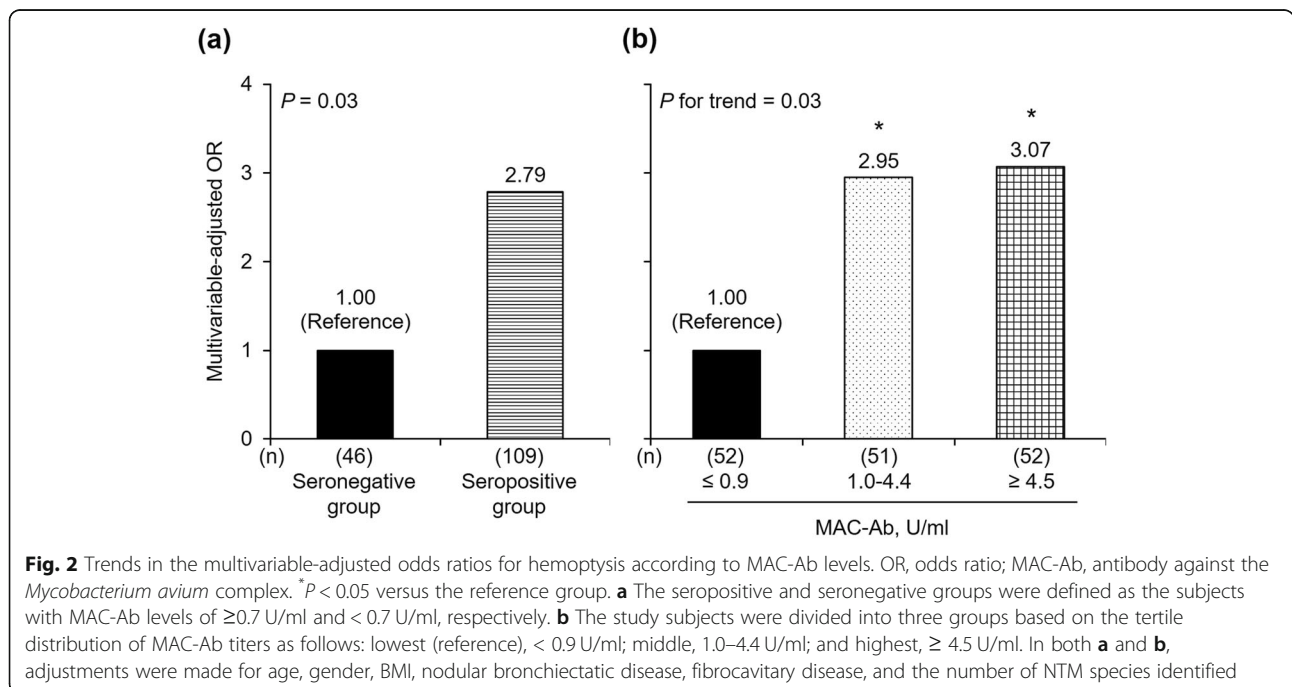 (a)
(b)
Multivariable-adjusted OR
4
3
2
1
0
P = 0.03
1.00
(Reference)
2.79
(n) (46) (109)
Seronegative group
Seropositive group
P for trend = 0.03
1.00
(Reference)
*
2.95
*
3.07
(n) (52) (51) (52)
≤ 0.9 1.0-4.4 ≥ 4.5
MAC-Ab, U/ml
Fig. 2 Trends in the multivariable-adjusted odds ratios for hemoptysis according to MAC-Ab levels. OR, odds ratio; MAC-Ab, antibody against the
Mycobacterium avium complex. *P < 0.05 versus the reference group. a The seropositive and seronegative groups were defined as the subjects
with MAC-Ab levels of ≥0.7 U/ml and < 0.7 U/ml, respectively. b The study subjects were divided into three groups based on the tertile
distribution of MAC-Ab titers as follows: lowest (reference), < 0.9 U/ml; middle, 1.0–4.4 U/ml; and highest, ≥ 4.5 U/ml. In both a and b,
adjustments were made for age, gender, BMI, nodular bronchiectatic disease, fibrocavitary disease, and the number of NTM species identified